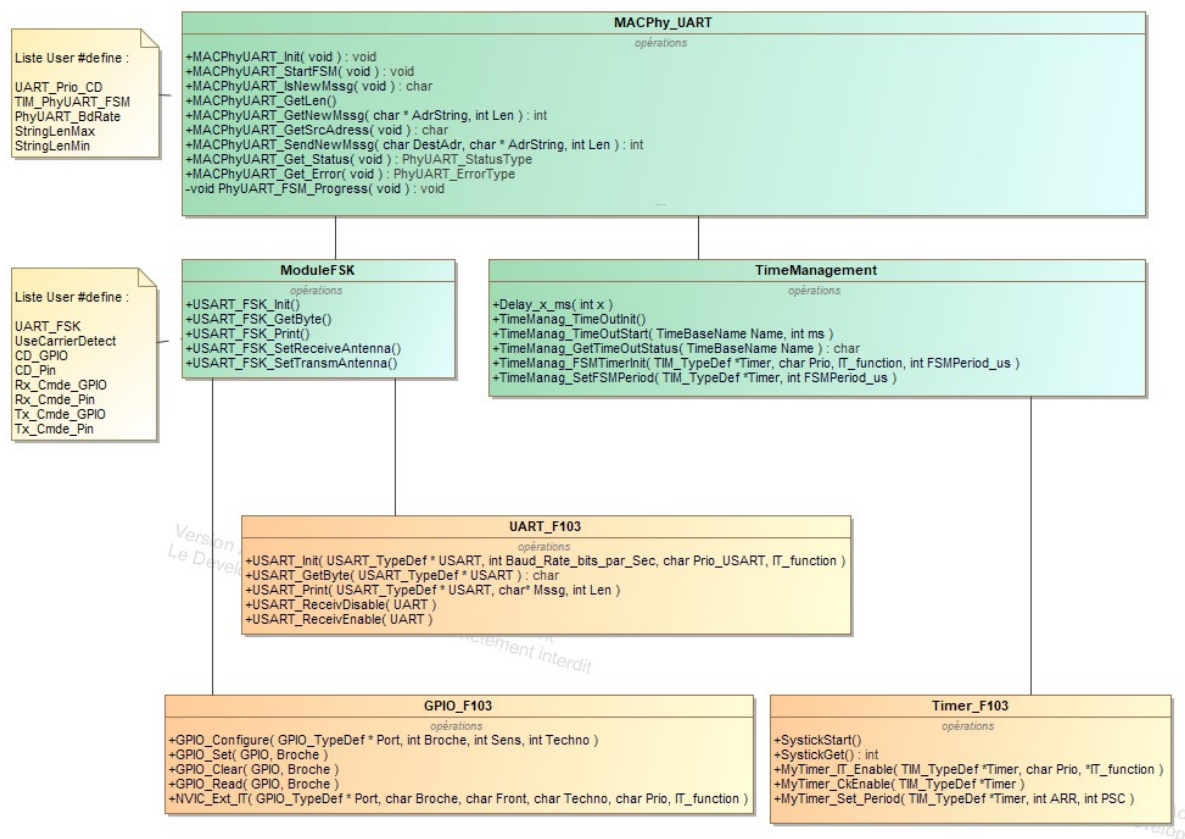 MACPhy_UART
opérations
+MACPhyUART_Init( void ) : void
+MACPhyUART_StartFSM( void ) : void
+MACPhyUART_IsNewMssg( void ) : char
+MACPhyUART_GetLen()
+MACPhyUART_GetNewMssg( char * AdrString, int Len ) : int
+MACPhyUART_GetSrcAdress( void ) : char
+MACPhyUART_SendNewMssg( char DestAdr, char * AdrString, int Len ) : int
+MACPhyUART_Get_Status( void ) : PhyUART_StatusType
+MACPhyUART_Get_Error( void ) : PhyUART_ErrorType
-void PhyUART_FSM_Progress( void ) : void
...
Liste User #define :
UART_Prio_CD
TIM_PhyUART_FSM
PhyUART_BdRate
StringLenMax
StringLenMin
Liste User #define :
UART_FSK
UseCarrierDetect
CD_GPIO
CD_Pin
Rx_Cmde_GPIO
Rx_Cmde_Pin
Tx_Cmde_GPIO
Tx_Cmde_Pin
ModuleFSK
opérations
+USART_FSK_Init()
+USART_FSK_GetByte()
+USART_FSK_Print()
+USART_FSK_SetReceiveAntenna()
+USART_FSK_SetTransmAntenna()
TimeManagement
opérations
+Delay_x_ms( int x )
+TimeManag_TimeOutInit()
+TimeManag_TimeOutStart( TimeBaseName Name, int ms )
+TimeManag_GetTimeOutStatus( TimeBaseName Name ) : char
+TimeManag_FSMTimerInit( TIM_TypeDef *Timer, char Prio, IT_function, int FSMPeriod_us )
+TimeManag_SetFSMPeriod( TIM_TypeDef *Timer, int FSMPeriod_us )
Version
Le
UART_F103
opérations
+USART_Init( USART_TypeDef * USART, int Baud_Rate_bits_par_Sec, char Prio_USART, IT_function )
+USART_GetByte( USART_TypeDef * USART ) : char
+USART_Print( USART_TypeDef * USART, char* Mssg, int Len )
+USART_ReceivDisable( UART )
+USART_ReceivEnable( UART )
interdit
GPIO_F103
opérations
+GPIO_Configure( GPIO_TypeDef * Port, int Broche, int Sens, int Techno )
+GPIO_Set( GPIO, Broche )
+GPIO_Clear( GPIO, Broche )
+GPIO_Read( GPIO, Broche )
+NVIC_Ext_IT( GPIO_TypeDef * Port, char Broche, char Front, char Techno, char Prio, IT_function )
Timer_F103
opérations
+SystickStart()
+SystickGet() : int
+MyTimer_IT_Enable( TIM_TypeDef *Timer, char Prio, *IT_function )
+MyTimer_CkEnable( TIM_TypeDef *Timer )
+MyTimer_Set_Period( TIM_TypeDef *Timer, int ARR, int PSC )